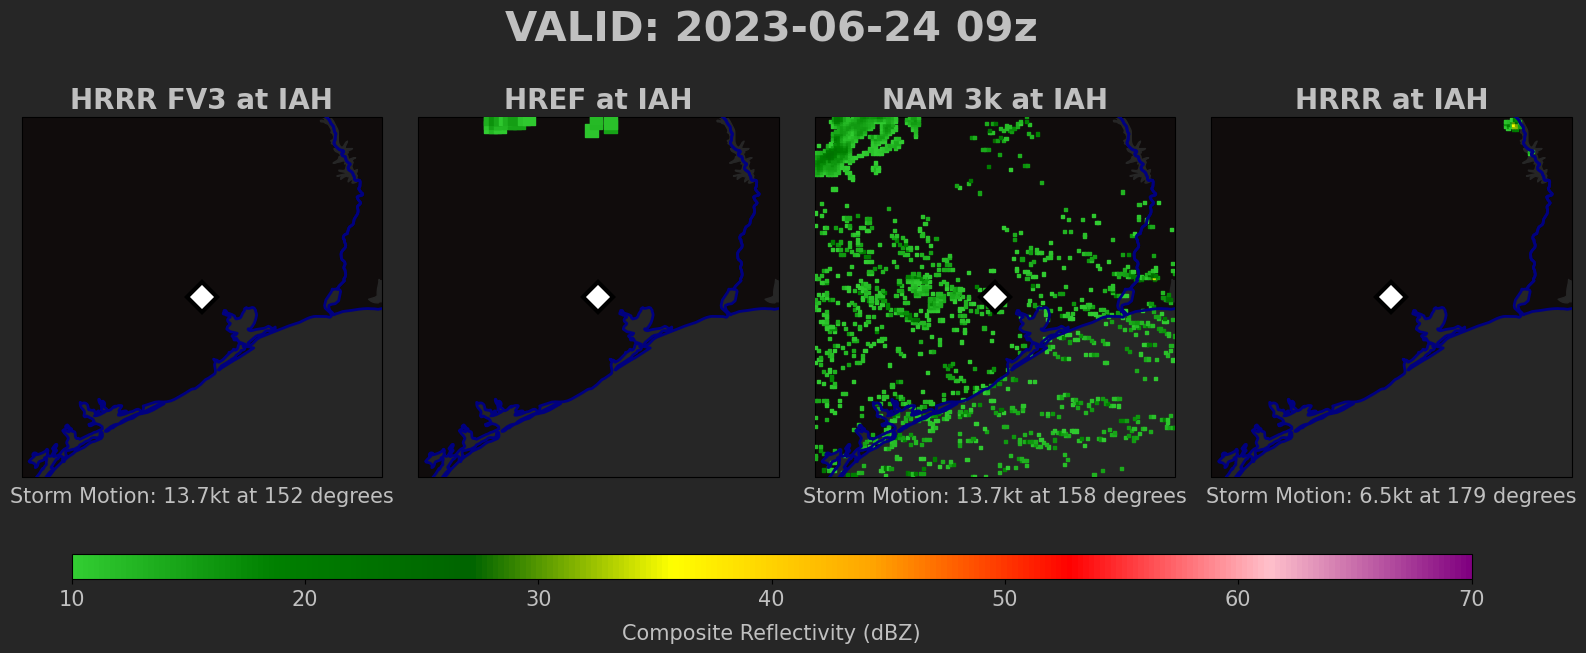 VALID: 2023-06-24 09z
HRRR FV3 at IAH
HREF at IAH
NAM 3k at IAH
HRRR at IAH
Storm Motion: 13.7kt at 152 degrees
Storm Motion: 13.7kt at 158 degrees
Storm Motion: 6.5kt at 179 degrees
10 20 30 40 50 60 70
Composite Reflectivity (dBZ)